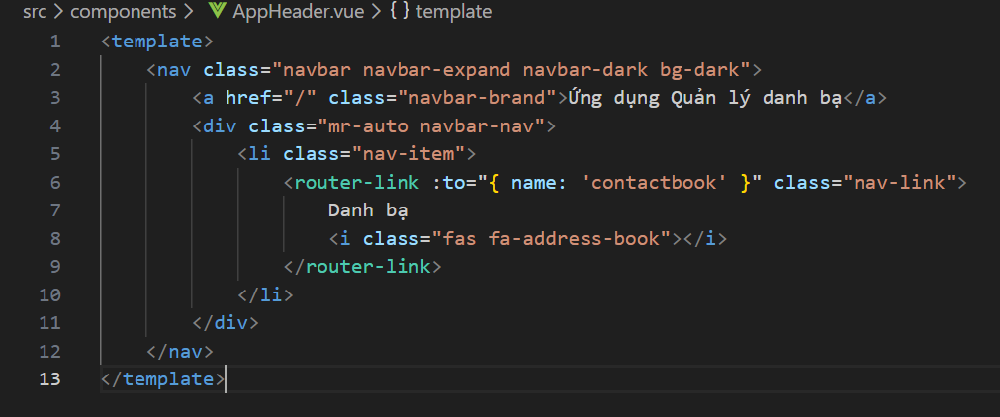 src > components > AppHeader.vue > {} template
1 <template>
2 <nav class="navbar navbar-expand navbar-dark bg-dark">
3 <a href="/" class="navbar-brand">Ứng dụng Quản lý danh bạ</a>
4 <div class="mr-auto navbar-nav">
5 <li class="nav-item">
6 <router-link :to="{ name: 'contactbook' }" class="nav-link">
7 Danh bạ
8 <i class="fas fa-address-book"></i>
9 </router-link>
10 </li>
11 </div>
12 </nav>
13 </template>